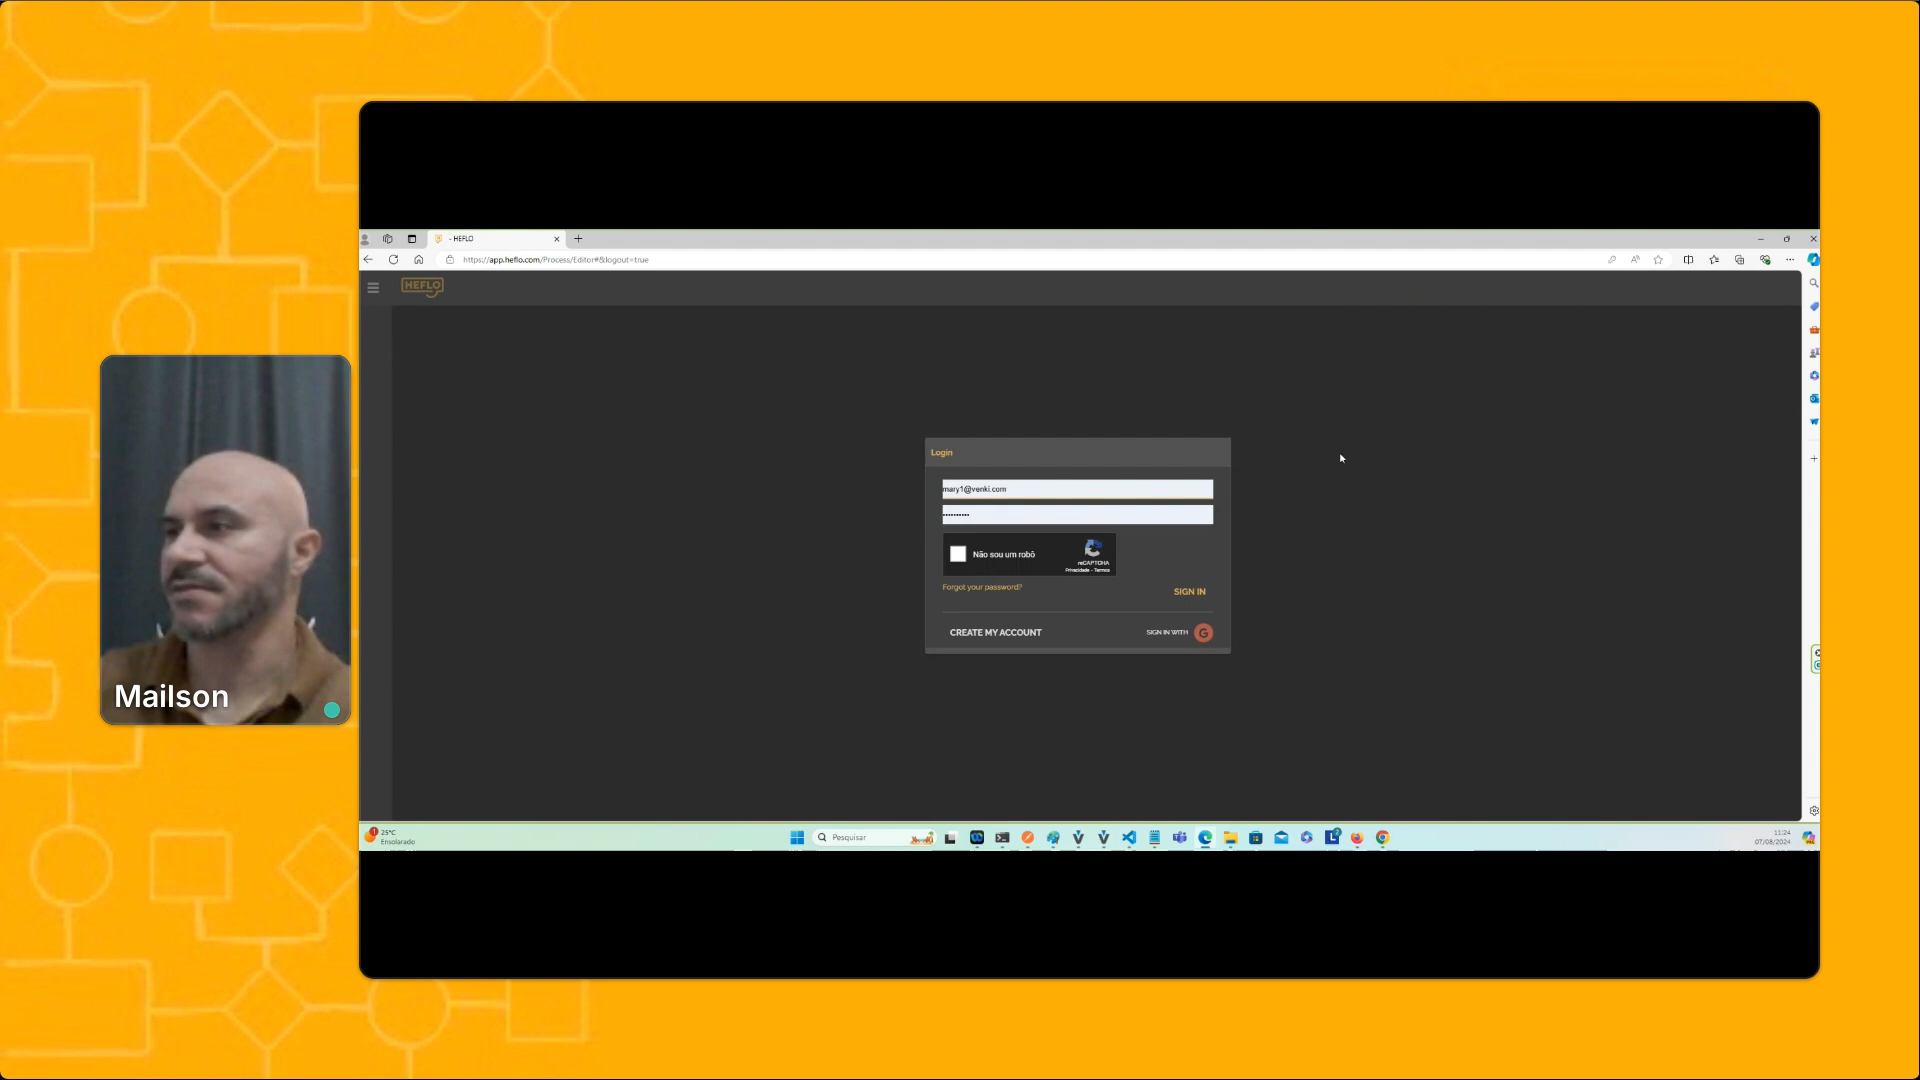 - HEFLO
https://app.heflo.com/Process/Editor#&logout=true
HEFLO
Login
mary1@venki.com
Não sou um robô
reCAPTCHA
Privacidade - Termos
Forgot your password?
SIGN IN
CREATE MY ACCOUNT
SIGN IN WITH
G
Mailson
25°C
Ensolarado
Pesquisar
11:24
07/08/2024